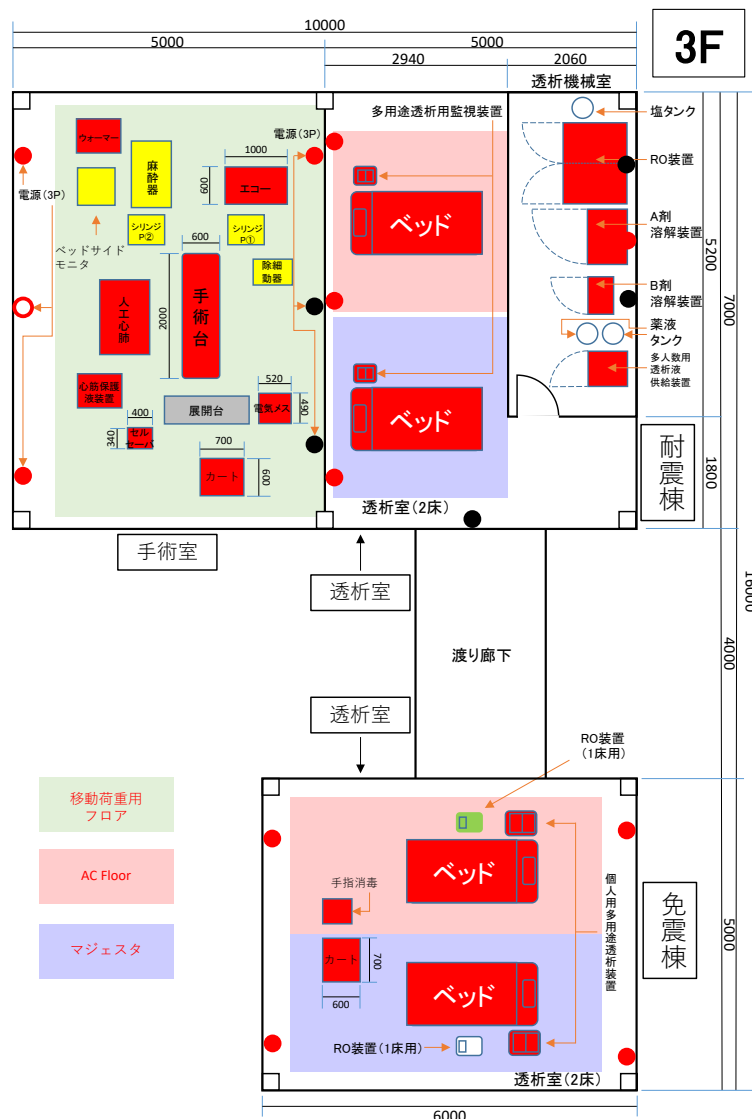 10000
5000
5000
2940
2060
3F
透析機械室
多用途透析用監視装置
塩タンク
電源(3P)
ウォーマー
麻酔器
1000
600
エコー
RO装置
電源(3P)
ベッド
シリンジ
P②
シリンジ
P①
A剤
溶解装置
5200
ベッドサイド
モニタ
600
除細
動器
7000
人工心肺
2000
手術台
B剤
溶解装置
薬液
タンク
多人数用
透析液
供給装置
心筋保護
液装置
520
490
電気メス
展開台
400
340
セル
セーバ
700
600
カート
ベッド
耐震棟
1800
透析室(2床)
手術室
透析室
16000
渡り廊下
4000
透析室
RO装置
(1床用)
移動荷重用
フロア
AC Floor
マジェスタ
ベッド
手指消毒
個人用多用途透析装置
免震棟
5000
カート
700
600
ベッド
RO装置(1床用)
透析室(2床)
6000